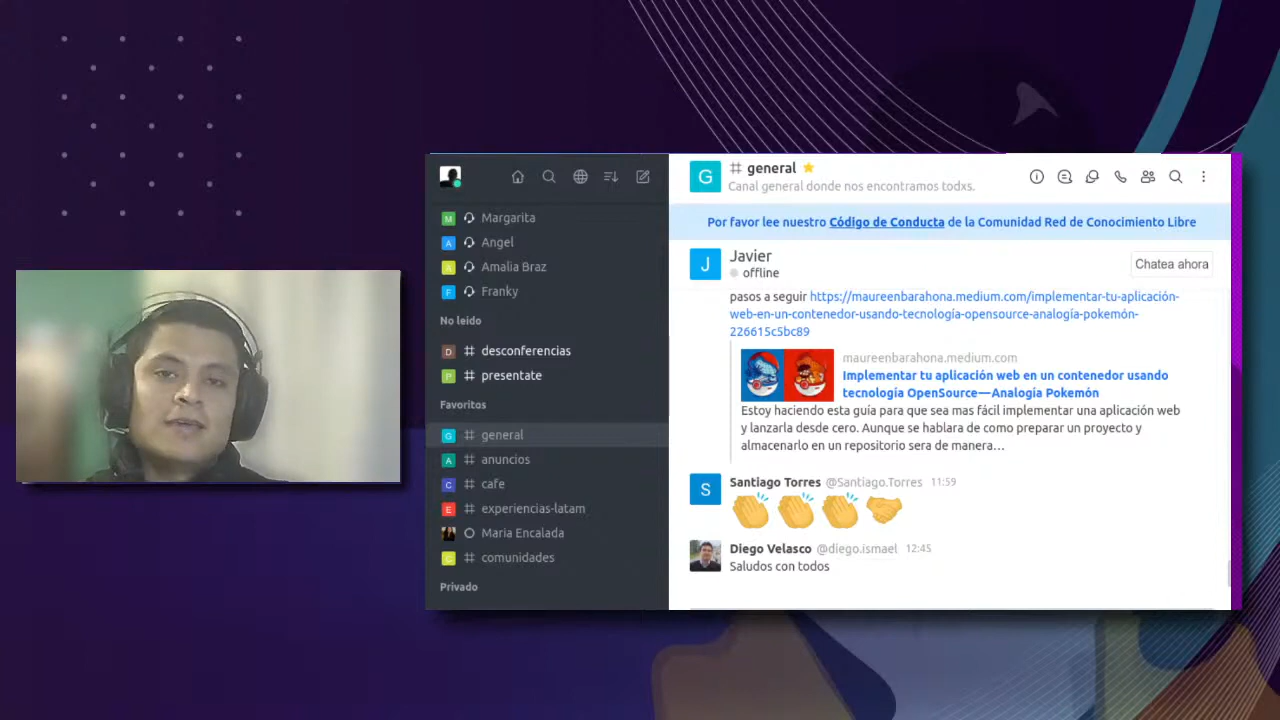 Margarita
Angel
Amalia Braz
Franky
No leído
D # desconferencias
P # presentate
Favoritos
G # general
A # anuncios
C # cafe
E # experiencias-latam
Maria Encalada
C # comunidades
Privado
G # general
Canal general donde nos encontramos todxs.
Por favor lee nuestro Código de Conducta de la Comunidad Red de Conocimiento Libre
J Javier
offline
Chatea ahora
pasos a seguir https://maureenbarahona.medium.com/implementar-tu-aplicación-
web-en-un-contenedor-usando-tecnología-opensource-analogía-pokemón-
226615c5bc89
maureenbarahona.medium.com
Implementar tu aplicación web en un contenedor usando
tecnología OpenSource—Analogía Pokemón
Estoy haciendo esta guía para que sea mas fácil implementar una aplicación web
y lanzarla desde cero. Aunque se hablara de como preparar un proyecto y
almacenarlo en un repositorio sera de manera…
S Santiago Torres @Santiago.Torres 11:59
Diego Velasco @diego.ismael 12:45
Saludos con todos